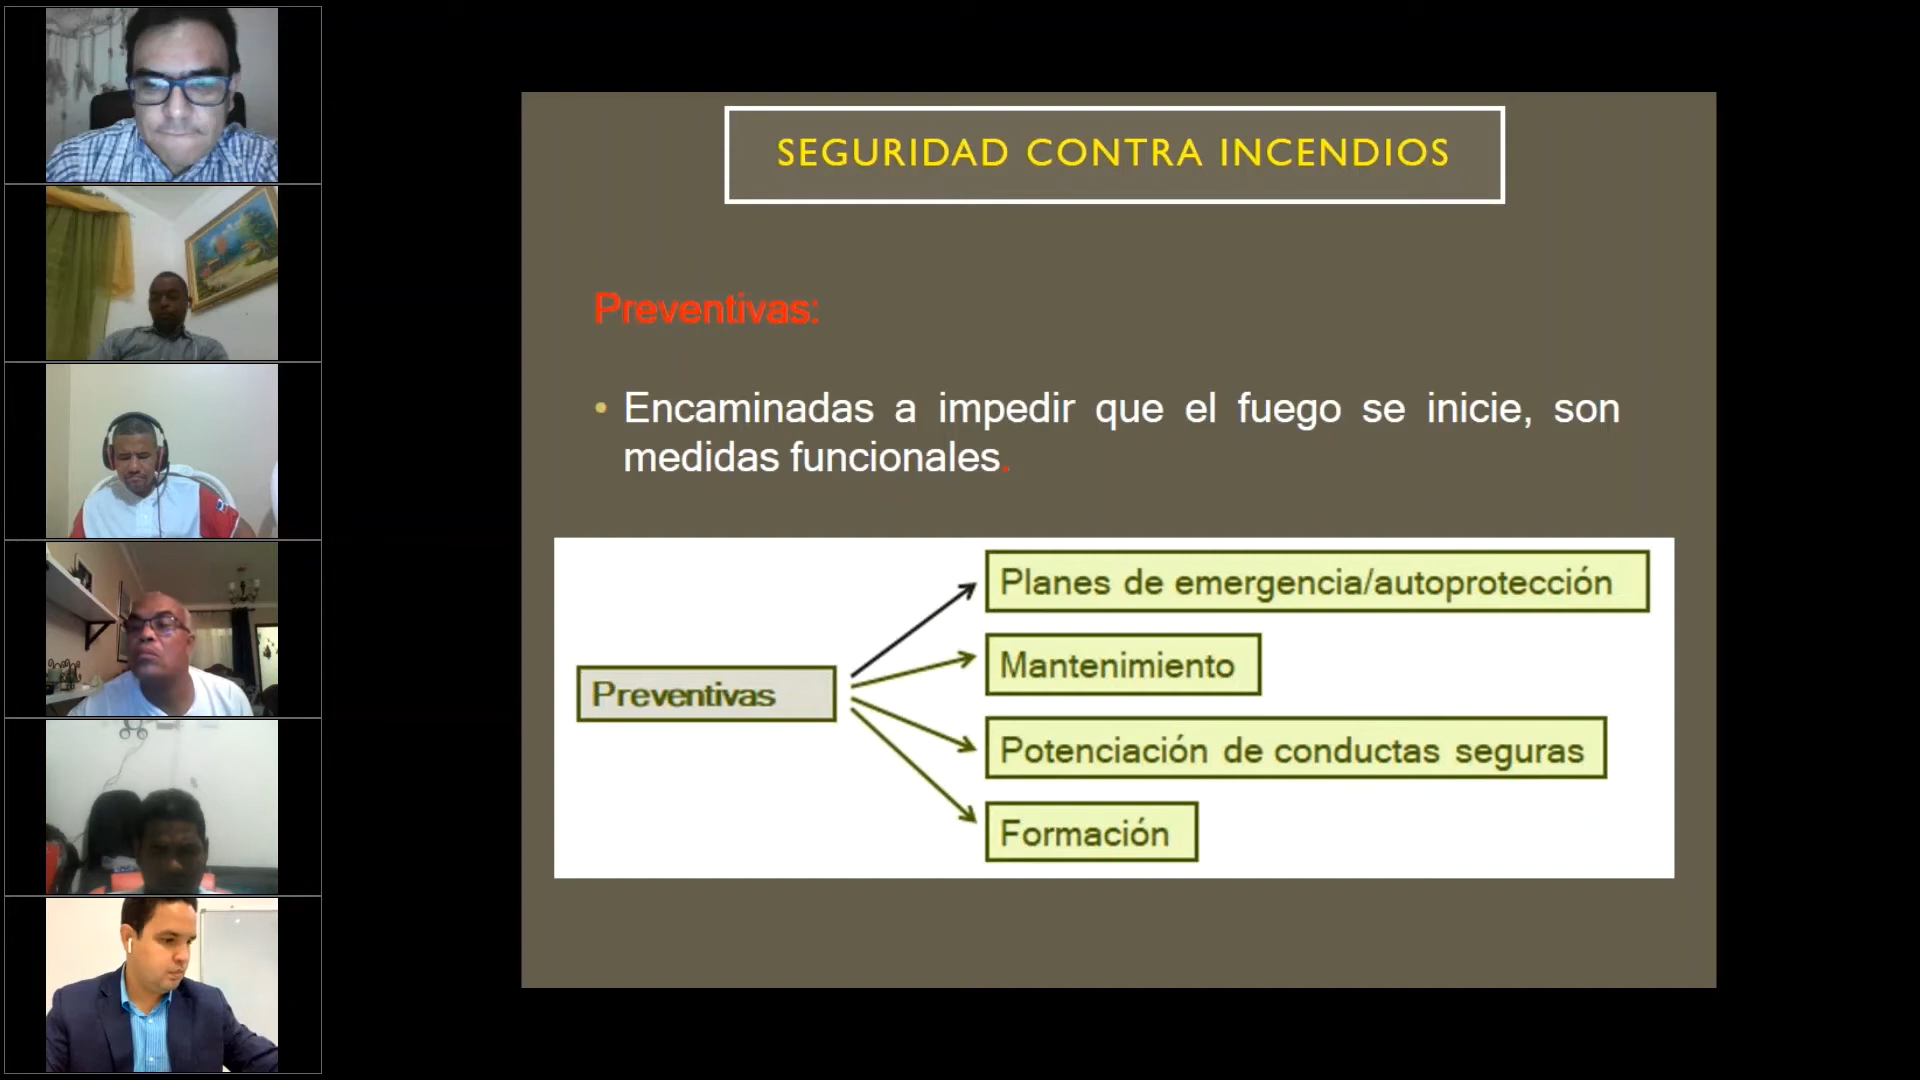 SEGURIDAD CONTRA INCENDIOS
Preventivas:
• Encaminadas a impedir que el fuego se inicie, son
medidas funcionales.
Preventivas
Planes de emergencia/autoprotección
Mantenimiento
Potenciación de conductas seguras
Formación